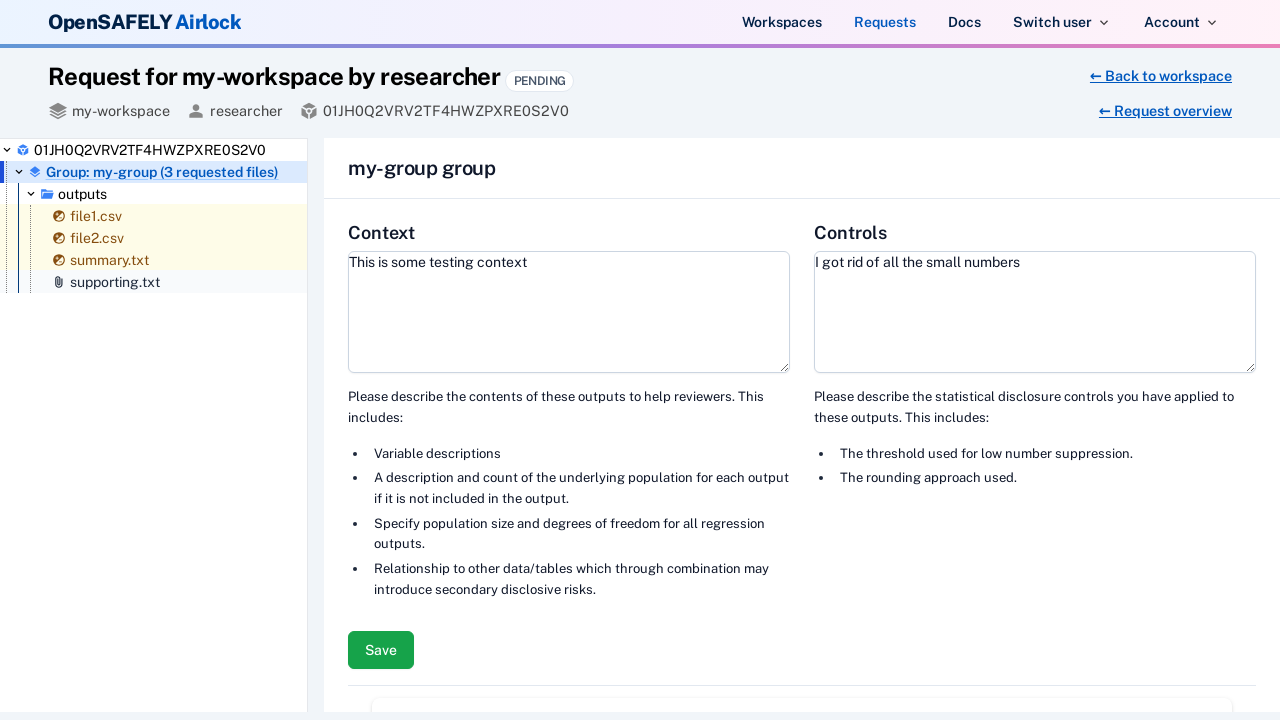 OpenSAFELY Airlock
Workspaces
Requests
Docs
Switch user
Account
Request for my-workspace by researcher PENDING
← Back to workspace
my-workspace
researcher
01JH0Q2VRV2TF4HWZPXRE0S2V0
← Request overview
01JH0Q2VRV2TF4HWZPXRE0S2V0
Group: my-group (3 requested files)
outputs
file1.csv
file2.csv
summary.txt
supporting.txt
my-group group
Context
This is some testing context
Please describe the contents of these outputs to help reviewers. This
includes:
• Variable descriptions
• A description and count of the underlying population for each output
if it is not included in the output.
• Specify population size and degrees of freedom for all regression
outputs.
• Relationship to other data/tables which through combination may
introduce secondary disclosive risks.
Controls
I got rid of all the small numbers
Please describe the statistical disclosure controls you have applied to
these outputs. This includes:
• The threshold used for low number suppression.
• The rounding approach used.
Save